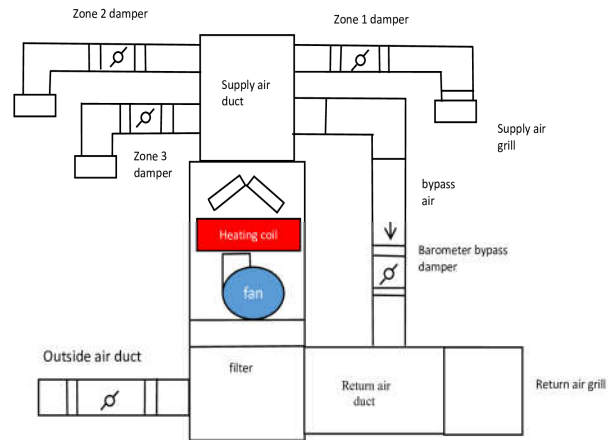 Zone 2 damper
Zone 1 damper
Supply air
duct
Supply air
grill
Zone 3
damper
bypass
air
Heating coil
Barometer bypass
damper
fan
Outside air duct
filter
Return air
duct
Return air grill